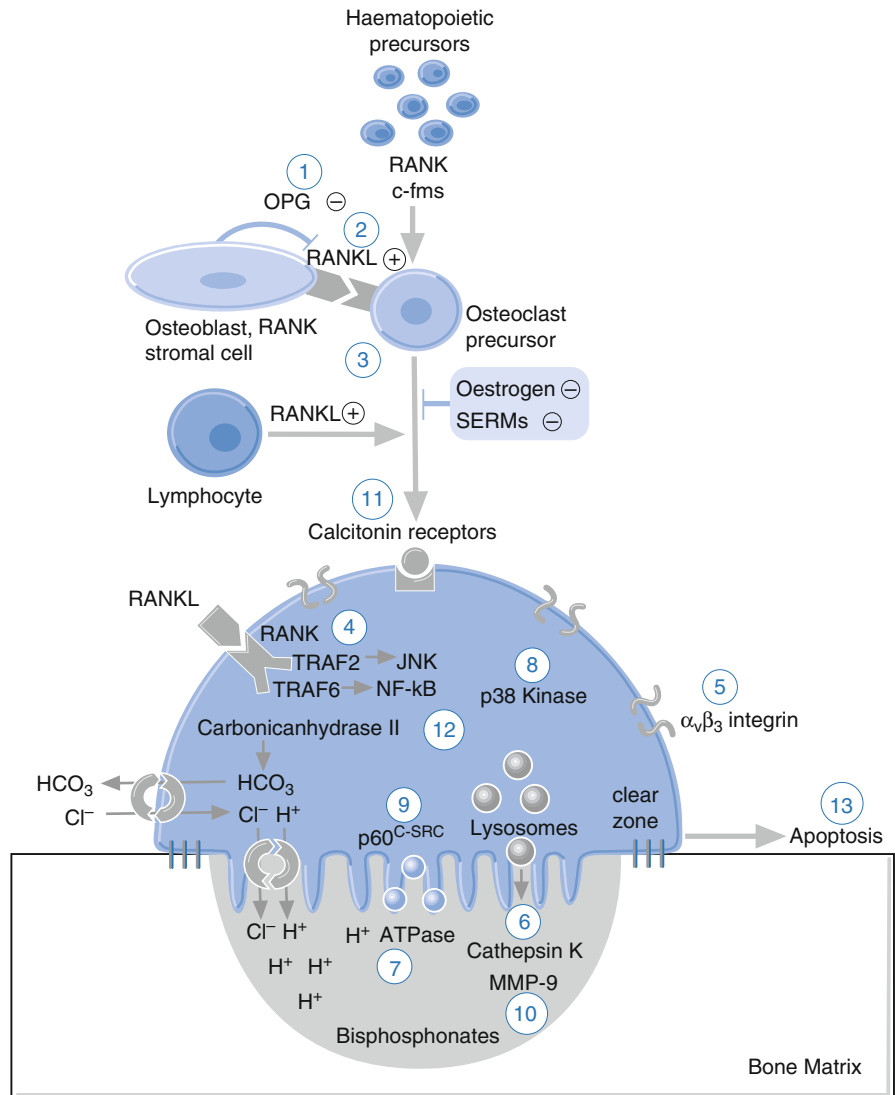 Haematopoietic
precursors
RANK
c-fms
1
OPG ⊖
2
RANKL ⊕
Osteoblast, RANK
stromal cell
Osteoclast
precursor
3
Oestrogen ⊖
SERMs ⊖
RANKL ⊕
Lymphocyte
11
Calcitonin receptors
RANKL
RANK
4
TRAF2
JNK
TRAF6
NF-kB
8
p38 Kinase
5
αvβ3 integrin
Carbonicanhydrase II
12
HCO3
HCO3
Cl–
Cl– H+
9
p60C-SRC
Lysosomes
clear
zone
13
Apoptosis
Cl– H+
H+ ATPase
6
Cathepsin K
7
H+ H+
H+
MMP-9
10
Bisphosphonates
Bone Matrix